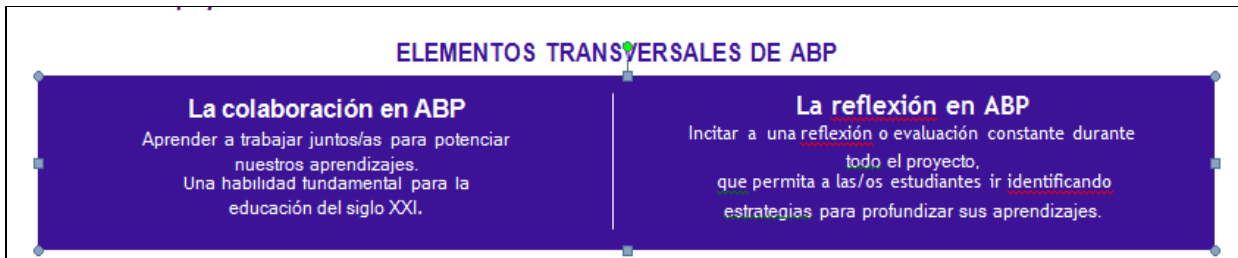 ELEMENTOS TRANSVERSALES DE ABP
La colaboración en ABP
Aprender a trabajar juntos/as para potenciar
nuestros aprendizajes.
Una habilidad fundamental para la
educación del siglo XXI.
La reflexión en ABP
Incitar a una reflexión o evaluación constante durante
todo el proyecto,
que permita a las/os estudiantes ir identificando
estrategias para profundizar sus aprendizajes.